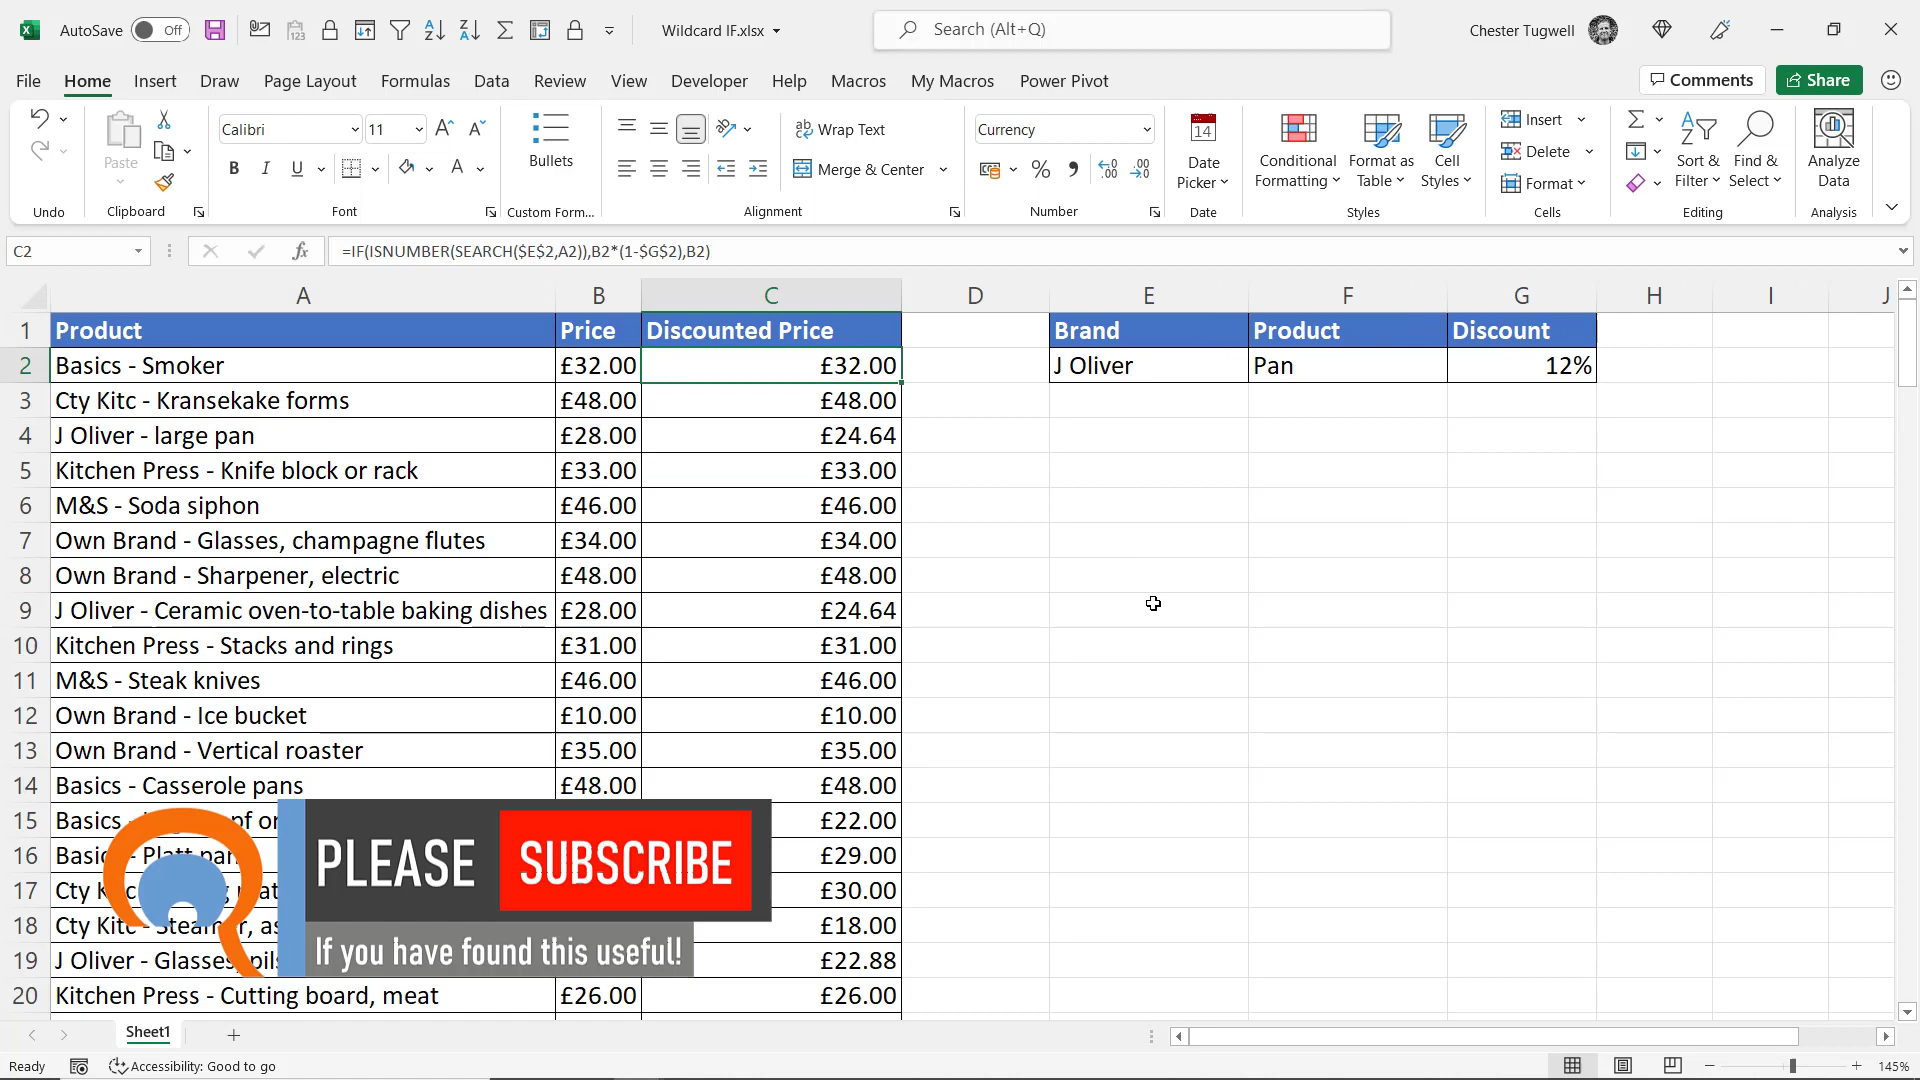 AutoSave Off Wildcard IF.xlsx Search (Alt+Q) Chester Tugwell
File Home Insert Draw Page Layout Formulas Data Review View Developer Help Macros My Macros Power Pivot Comments Share
Paste Calibri 11 Bullets Wrap Text Merge & Center Currency Date Picker Conditional Formatting Format as Table Cell Styles Insert Delete Format Sort & Filter Find & Select Analyze Data
Undo Clipboard Font Custom Form... Alignment Number Date Styles Cells Editing Analysis
C2 =IF(ISNUMBER(SEARCH($E$2,A2)),B2*(1-$G$2),B2)
A B C D E F G H I J
1 Product Price Discounted Price Brand Product Discount
2 Basics - Smoker £32.00 £32.00 J Oliver Pan 12%
3 Cty Kitc - Kransekake forms £48.00 £48.00
4 J Oliver - large pan £28.00 £24.64
5 Kitchen Press - Knife block or rack £33.00 £33.00
6 M&S - Soda siphon £46.00 £46.00
7 Own Brand - Glasses, champagne flutes £34.00 £34.00
8 Own Brand - Sharpener, electric £48.00 £48.00
9 J Oliver - Ceramic oven-to-table baking dishes £28.00 £24.64
10 Kitchen Press - Stacks and rings £31.00 £31.00
11 M&S - Steak knives £46.00 £46.00
12 Own Brand - Ice bucket £10.00 £10.00
13 Own Brand - Vertical roaster £35.00 £35.00
14 Basics - Casserole pans £48.00 £48.00
15 Basics £22.00
16 £29.00
17 Cty £30.00
18 Cty Kitc - £18.00
19 J Oliver - Glasses, £22.88
20 Kitchen Press - Cutting board, meat £26.00 £26.00
PLEASE SUBSCRIBE
If you have found this useful!
Sheet1
Ready Accessibility: Good to go 145%